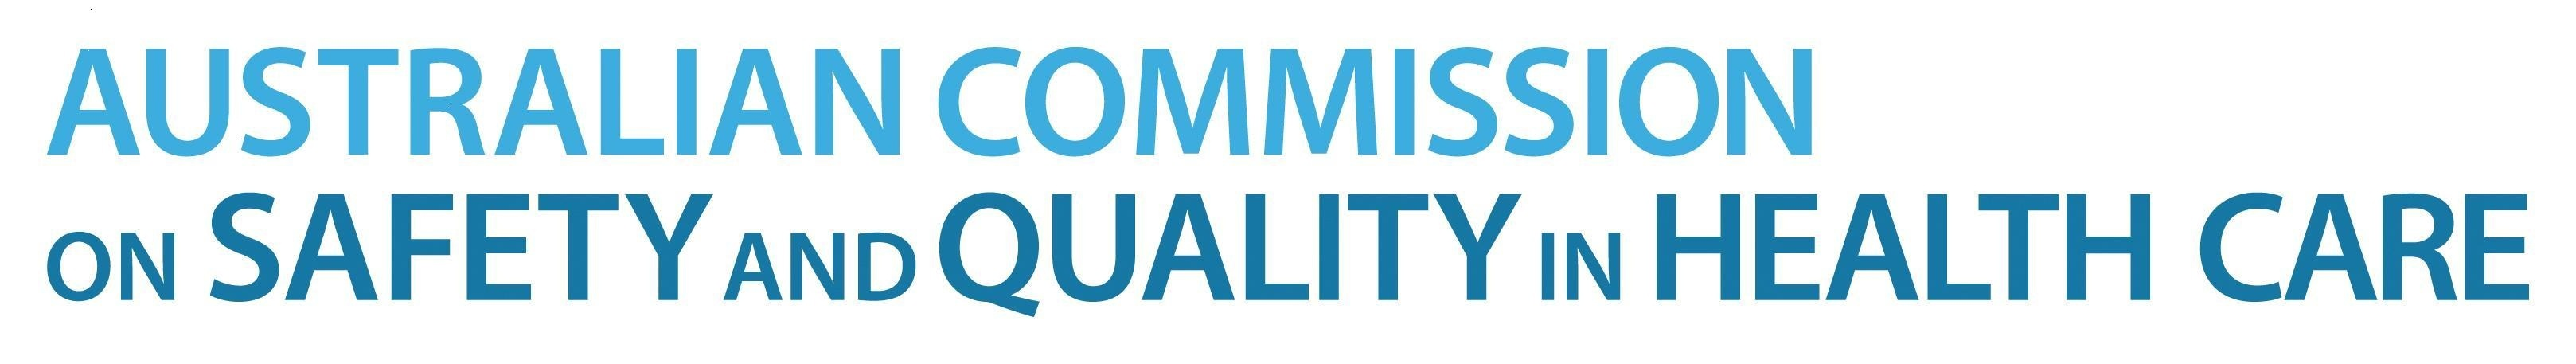 AUSTRALIAN COMMISSION
ON SAFETY AND QUALITY IN HEALTH CARE